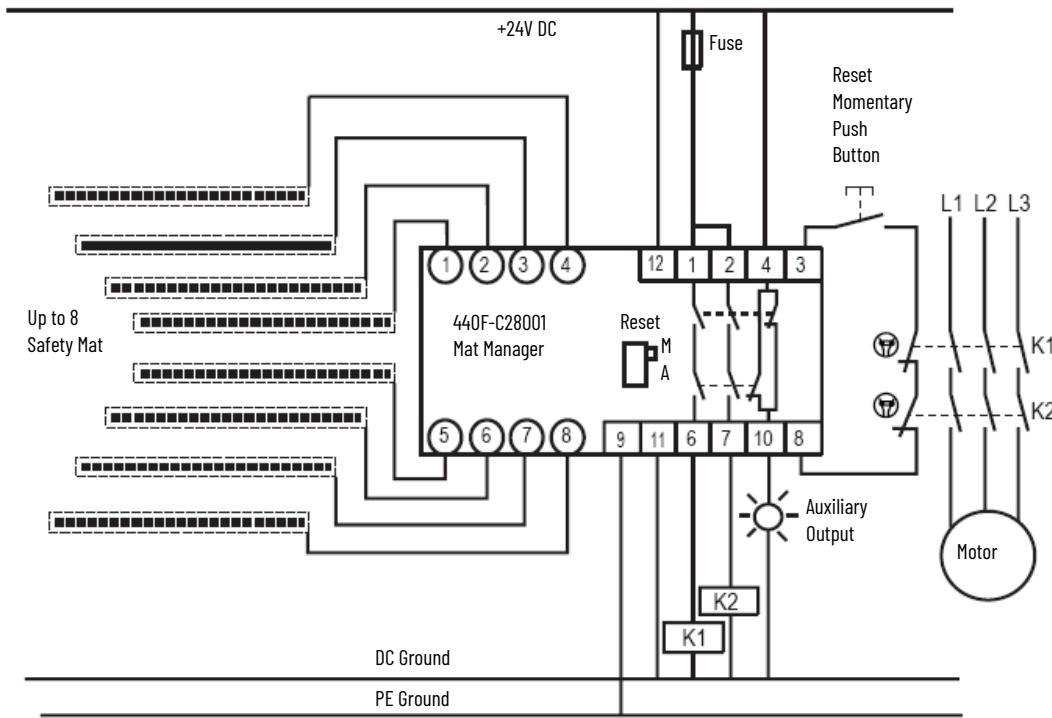 +24V DC
Fuse
Reset
Momentary
Push
Button
L1 L2 L3
1 2 3 4
12 1 2 4 3
Up to 8
Safety Mat
440F-C28001
Mat Manager
Reset
M
A
K1
K2
5 6 7 8
9 11 6 7 10 8
Auxiliary
Output
Motor
K2
K1
DC Ground
PE Ground